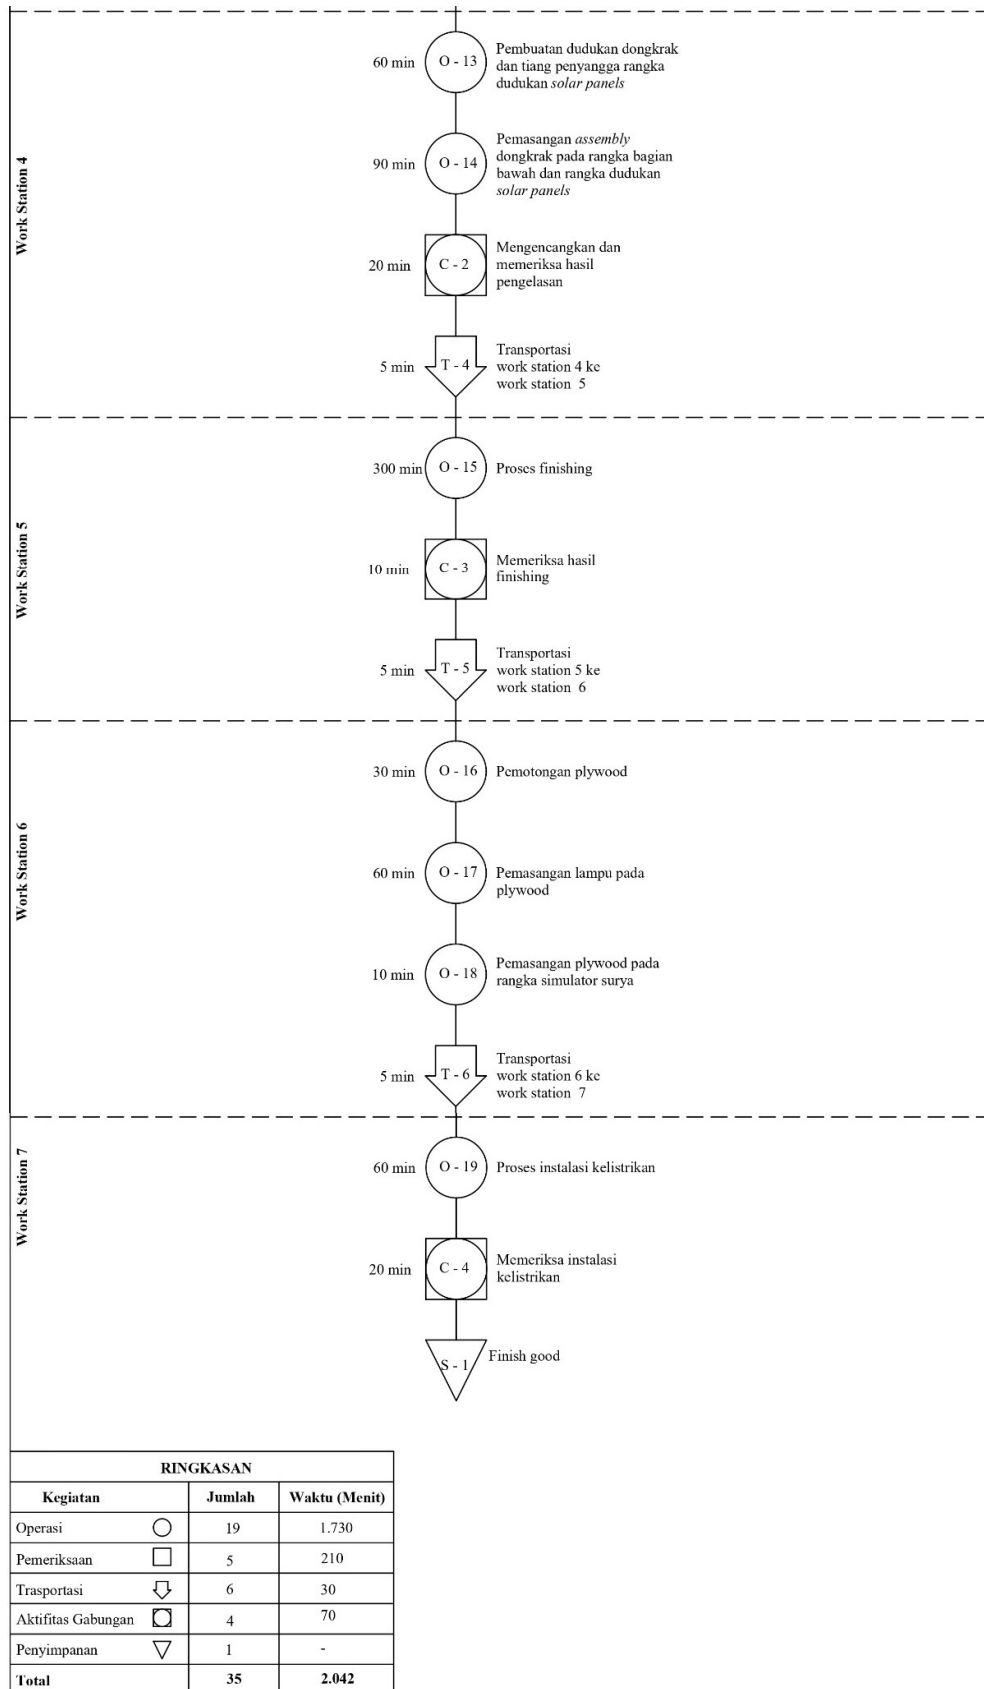 Work Station 4
60 min O - 13 Pembuatan dudukan dongkrak
dan tiang penyangga rangka
dudukan solar panels
90 min O - 14 Pemasangan assembly
dongkrak pada rangka bagian
bawah dan rangka dudukan
solar panels
20 min C - 2 Mengencangkan dan
memeriksa hasil
pengelasan
5 min T - 4 Transportasi
work station 4 ke
work station 5
Work Station 5
300 min O - 15 Proses finishing
10 min C - 3 Memeriksa hasil
finishing
5 min T - 5 Transportasi
work station 5 ke
work station 6
Work Station 6
30 min O - 16 Pemotongan plywood
60 min O - 17 Pemasangan lampu pada
plywood
10 min O - 18 Pemasangan plywood pada
rangka simulator surya
5 min T - 6 Transportasi
work station 6 ke
work station 7
Work Station 7
60 min O - 19 Proses instalasi kelistrikan
20 min C - 4 Memeriksa instalasi
kelistrikan
S - 1 Finish good
RINGKASAN
Kegiatan Jumlah Waktu (Menit)
Operasi 19 1.730
Pemeriksaan 5 210
Trasportasi 6 30
Aktifitas Gabungan 4 70
Penyimpanan 1 -
Total 35 2.042